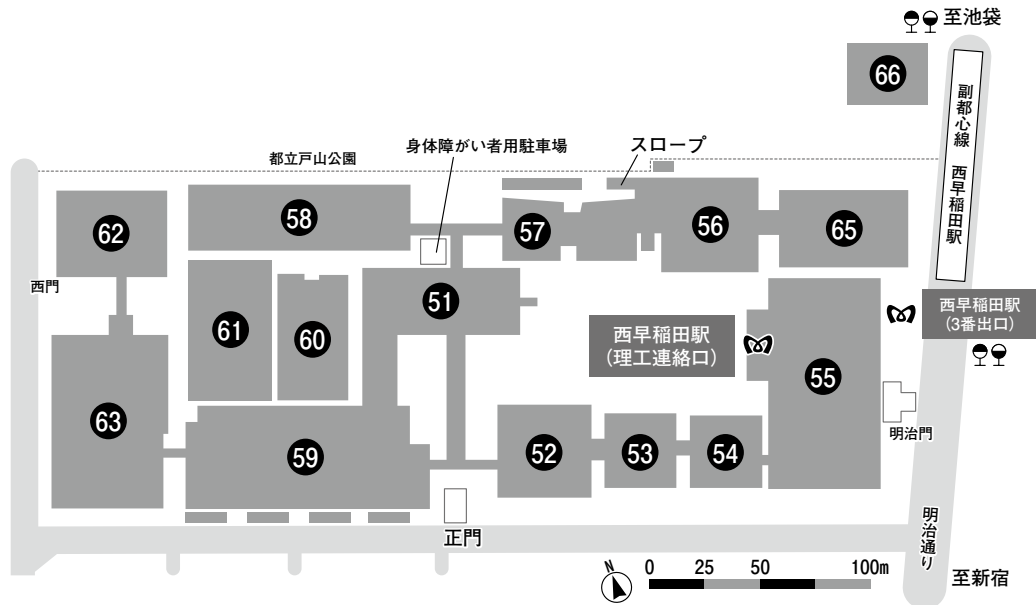 至池袋
66
副都心線 西早稲田駅
都立戸山公園
身体障がい者用駐車場
スロープ
62
58
57
56
65
西門
61
60
51
西早稲田駅
(理工連絡口)
西早稲田駅
(3番出口)
55
63
59
52
53
54
明治門
正門
明治通り
N
0 25 50 100m
至新宿